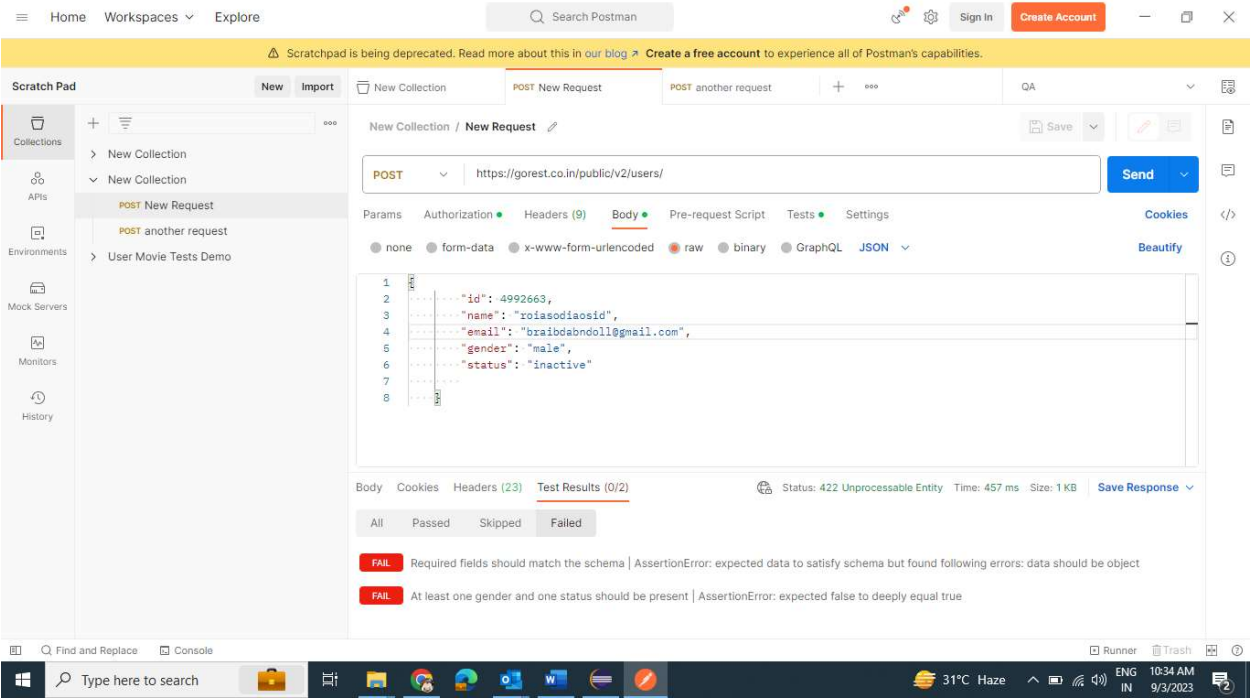 Home Workspaces Explore Search Postman Sign In Create Account
Scratchpad is being deprecated. Read more about this in our blog ↗ Create a free account to experience all of Postman's capabilities.
Scratch Pad New Import New Collection POST New Request POST another request QA
Collections
APIs
Environments
Mock Servers
Monitors
History
New Collection
New Collection
POST New Request
POST another request
User Movie Tests Demo
New Collection / New Request Save
POST https://gorest.co.in/public/v2/users/ Send
Params Authorization Headers (9) Body Pre-request Script Tests Settings Cookies
none form-data x-www-form-urlencoded raw binary GraphQL JSON Beautify
1 {
2 "id": 4992663,
3 "name": "roiasodiaosid",
4 "email": "braibdabndoll@gmail.com",
5 "gender": "male",
6 "status": "inactive"
7
8 }
Body Cookies Headers (23) Test Results (0/2) Status: 422 Unprocessable Entity Time: 457 ms Size: 1 KB Save Response
All Passed Skipped Failed
FAIL Required fields should match the schema | AssertionError: expected data to satisfy schema but found following errors: data should be object
FAIL At least one gender and one status should be present | AssertionError: expected false to deeply equal true
Find and Replace Console Runner Trash
Type here to search 31°C Haze ENG IN 10:34 AM 9/3/2023 2